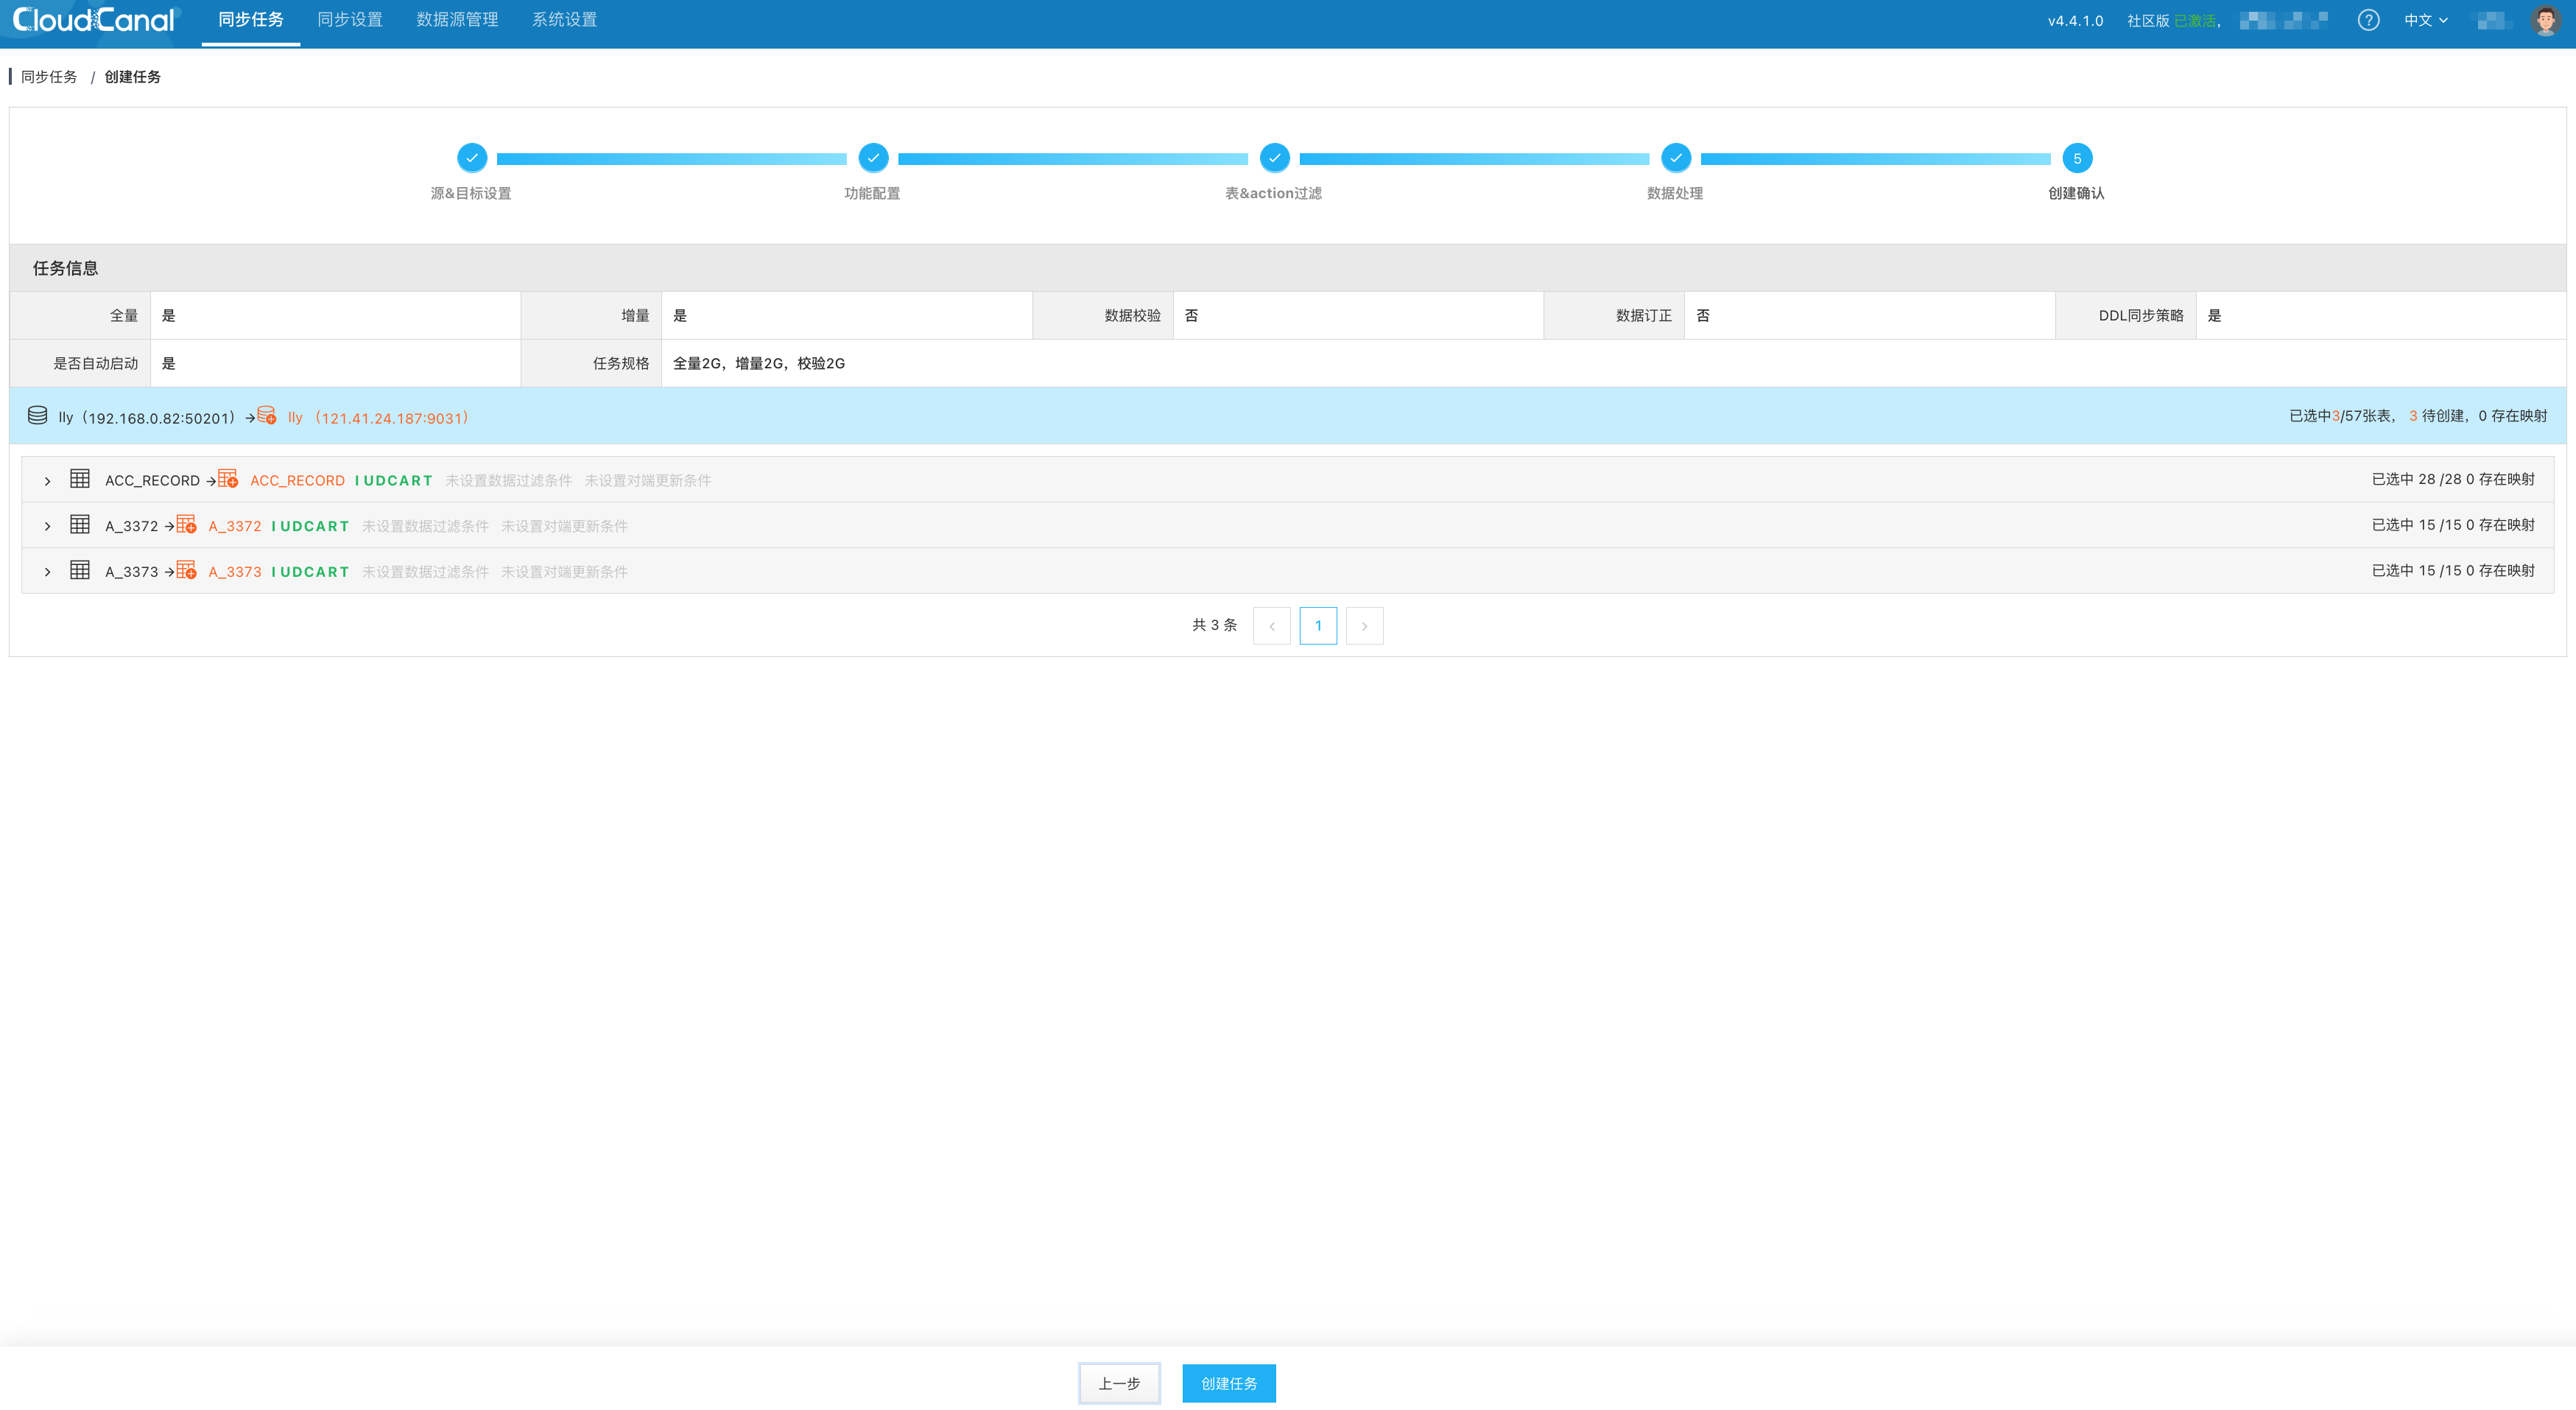 CloudCanal 同步任务 同步设置 数据源管理 系统设置 v4.4.1.0 社区版 已激活, ? 中文
同步任务 / 创建任务
5
源&目标设置 功能配置 表&action过滤 数据处理 创建确认
任务信息
全量 是 增量 是 数据校验 否 数据订正 否 DDL同步策略 是
是否自动启动 是 任务规格 全量2G，增量2G，校验2G
lly（192.168.0.82:50201）→ lly （121.41.24.187:9031） 已选中3/57张表， 3 待创建，0 存在映射
ACC_RECORD → ACC_RECORD I U D C A R T 未设置数据过滤条件 未设置对端更新条件 已选中 28 /28 0 存在映射
A_3372 → A_3372 I U D C A R T 未设置数据过滤条件 未设置对端更新条件 已选中 15 /15 0 存在映射
A_3373 → A_3373 I U D C A R T 未设置数据过滤条件 未设置对端更新条件 已选中 15 /15 0 存在映射
共 3 条 < 1 >
上一步 创建任务